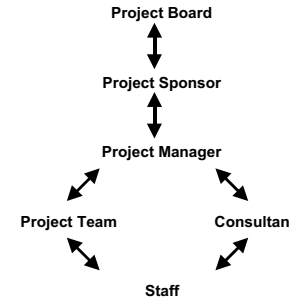 Project Board
Project Sponsor
Project Manager
Project Team
Consultan
Staff